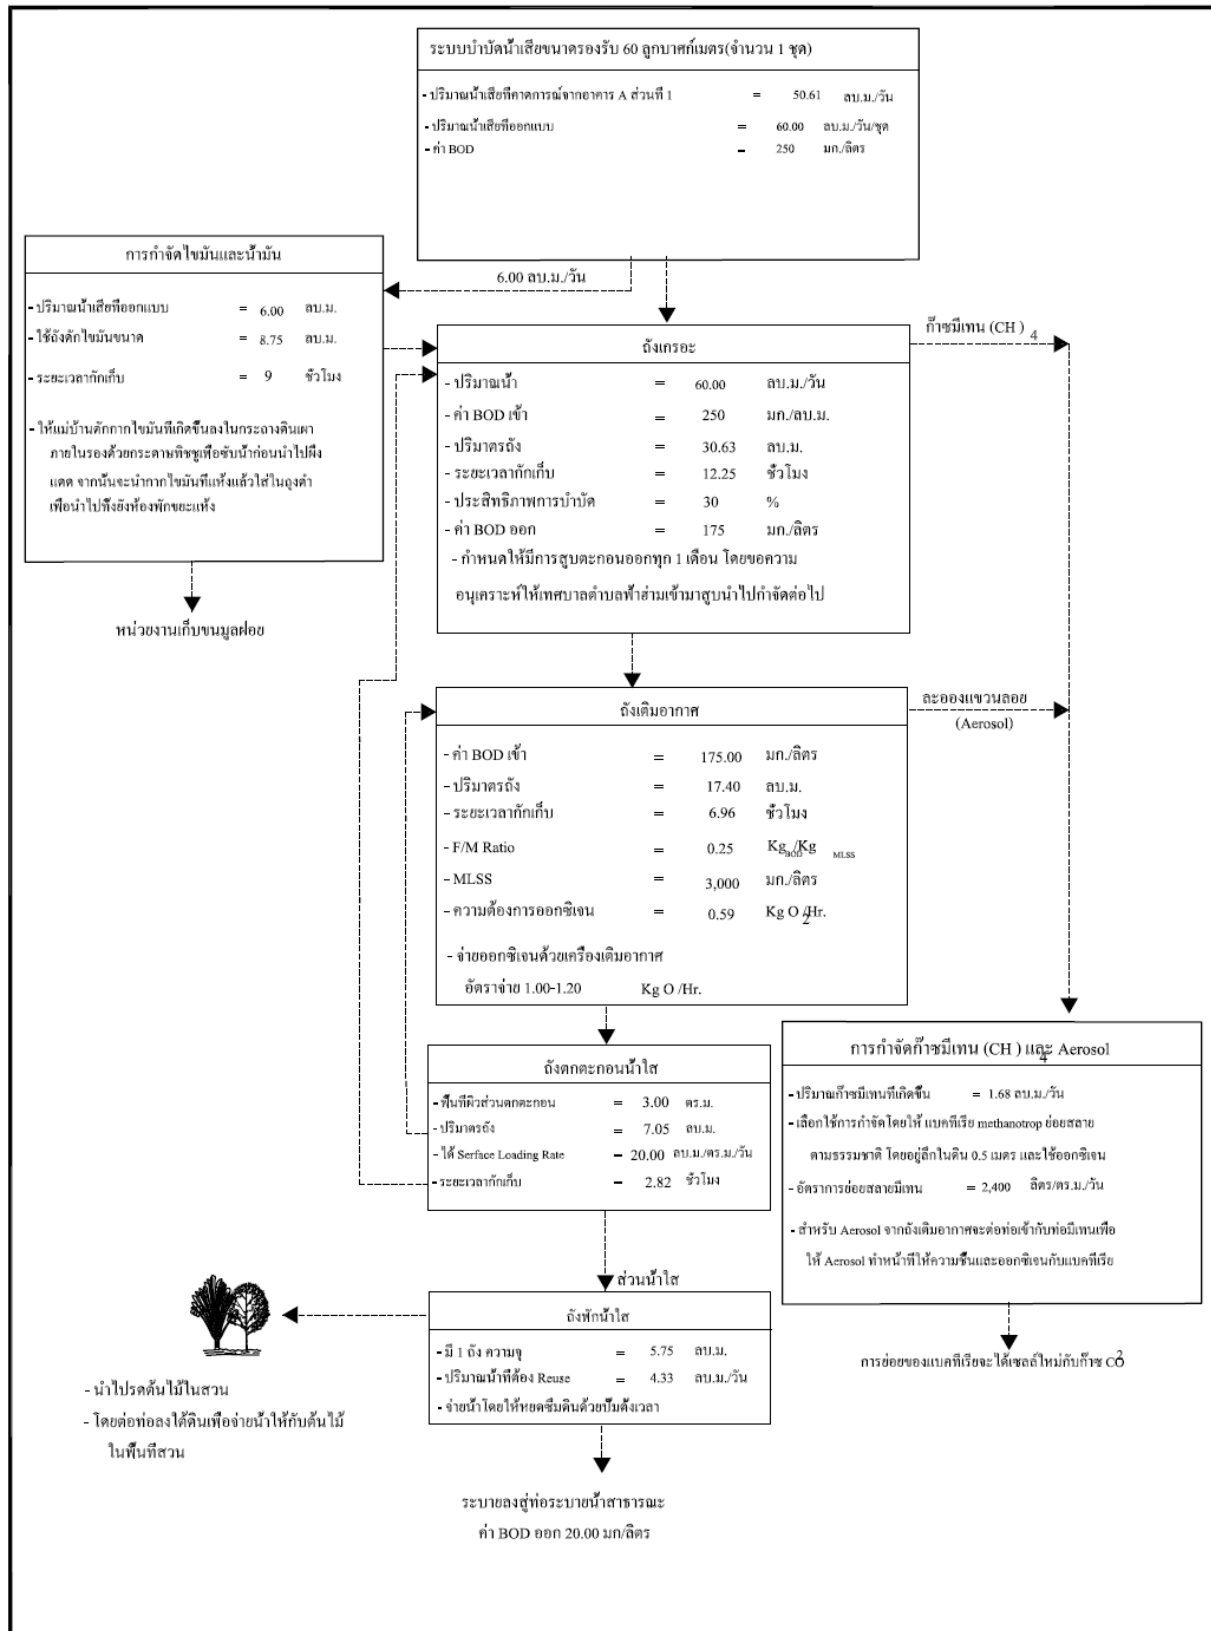 ระบบบำบัดน้ำเสียขนาดรองรับ 60 ลูกบาศก์เมตร(จำนวน 1 ชุด)
- ปริมาณน้ำเสียที่คาดการณ์จากอาคาร A ส่วนที่ 1 = 50.61 ลบ.ม./วัน
- ปริมาณน้ำเสียที่ออกแบบ = 60.00 ลบ.ม./วัน/ชุด
- ค่า BOD = 250 มก./ลิตร
6.00 ลบ.ม./วัน
การกำจัดไขมันและน้ำมัน
- ปริมาณน้ำเสียที่ออกแบบ = 6.00 ลบ.ม.
- ใช้ถังดักไขมันขนาด = 8.75 ลบ.ม.
- ระยะเวลากักเก็บ = 9 ชั่วโมง
- ให้แม่บ้านตักกากไขมันที่เกิดขึ้นลงในกระถางดินเผา
ภายในรองด้วยกระดาษทิชชูเพื่อซับน้ำก่อนนำไปผึ่ง
แดด จากนั้นจะนำกากไขมันที่แห้งแล้วใส่ในถุงดำ
เพื่อนำไปทิ้งยังห้องพักขยะแห้ง
หน่วยงานเก็บขนมูลฝอย
ถังเกรอะ
- ปริมาณน้ำ = 60.00 ลบ.ม./วัน
- ค่า BOD เข้า = 250 มก./ลบ.ม.
- ปริมาตรถัง = 30.63 ลบ.ม.
- ระยะเวลากักเก็บ = 12.25 ชั่วโมง
- ประสิทธิภาพการบำบัด = 30 %
- ค่า BOD ออก = 175 มก./ลิตร
- กำหนดให้มีการสูบตะกอนออกทุก 1 เดือน โดยขอความ
อนุเคราะห์ให้เทศบาลตำบลฟ้าฮ่ามเข้ามาสูบนำไปกำจัดต่อไป
ก๊าซมีเทน (CH ) 4
ถังเติมอากาศ
- ค่า BOD เข้า = 175.00 มก./ลิตร
- ปริมาตรถัง = 17.40 ลบ.ม.
- ระยะเวลากักเก็บ = 6.96 ชั่วโมง
- F/M Ratio = 0.25 Kg BOD/Kg MLSS
- MLSS = 3,000 มก./ลิตร
- ความต้องการออกซิเจน = 0.59 Kg O 2/Hr.
- จ่ายออกซิเจนด้วยเครื่องเติมอากาศ
อัตราจ่าย 1.00-1.20 Kg O /Hr.
ละอองแขวนลอย
(Aerosol)
ถังตกตะกอนน้ำใส
- พื้นที่ผิวส่วนตกตะกอน = 3.00 ตร.ม.
- ปริมาตรถัง = 7.05 ลบ.ม.
- ได้ Serface Loading Rate = 20.00 ลบ.ม./ตร.ม./วัน
- ระยะเวลากักเก็บ = 2.82 ชั่วโมง
ส่วนน้ำใส
การกำจัดก๊าซมีเทน (CH ) 4 และ Aerosol
- ปริมาณก๊าซมีเทนที่เกิดขึ้น = 1.68 ลบ.ม./วัน
- เลือกใช้การกำจัดโดยให้ แบคทีเรีย methanotrop ย่อยสลาย
ตามธรรมชาติ โดยอยู่ลึกในดิน 0.5 เมตร และใช้ออกซิเจน
- อัตราการย่อยสลายมีเทน = 2,400 ลิตร/ตร.ม./วัน
- สำหรับ Aerosol จากถังเติมอากาศจะต่อท่อเข้ากับท่อมีเทนเพื่อ
ให้ Aerosol ทำหน้าที่ให้ความชื้นและออกซิเจนกับแบคทีเรีย
การย่อยของแบคทีเรียจะได้เซลล์ใหม่กับก๊าซ CO 2
ถังพักน้ำใส
- มี 1 ถัง ความจุ = 5.75 ลบ.ม.
- ปริมาณน้ำที่ต้อง Reuse = 4.33 ลบ.ม./วัน
- จ่ายน้ำโดยให้หยดซึมดินด้วยปั๊มตั้งเวลา
- นำไปรดต้นไม้ในสวน
- โดยต่อท่อลงใต้ดินเพื่อจ่ายน้ำให้กับต้นไม้
ในพื้นที่สวน
ระบายลงสู่ท่อระบายน้ำสาธารณะ
ค่า BOD ออก 20.00 มก/ลิตร